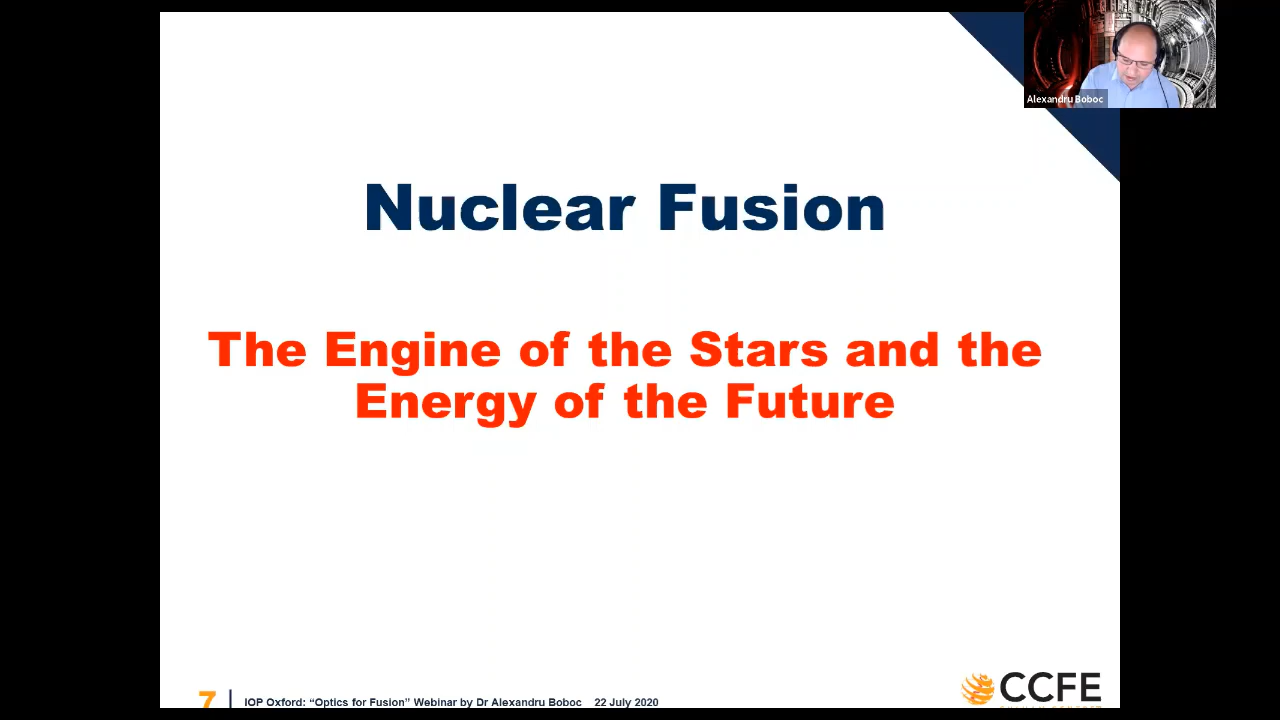 Alexandru Boboc
Nuclear Fusion
The Engine of the Stars and the
Energy of the Future
7
IOP Oxford: “Optics for Fusion” Webinar by Dr Alexandru Boboc 22 July 2020
CCFE